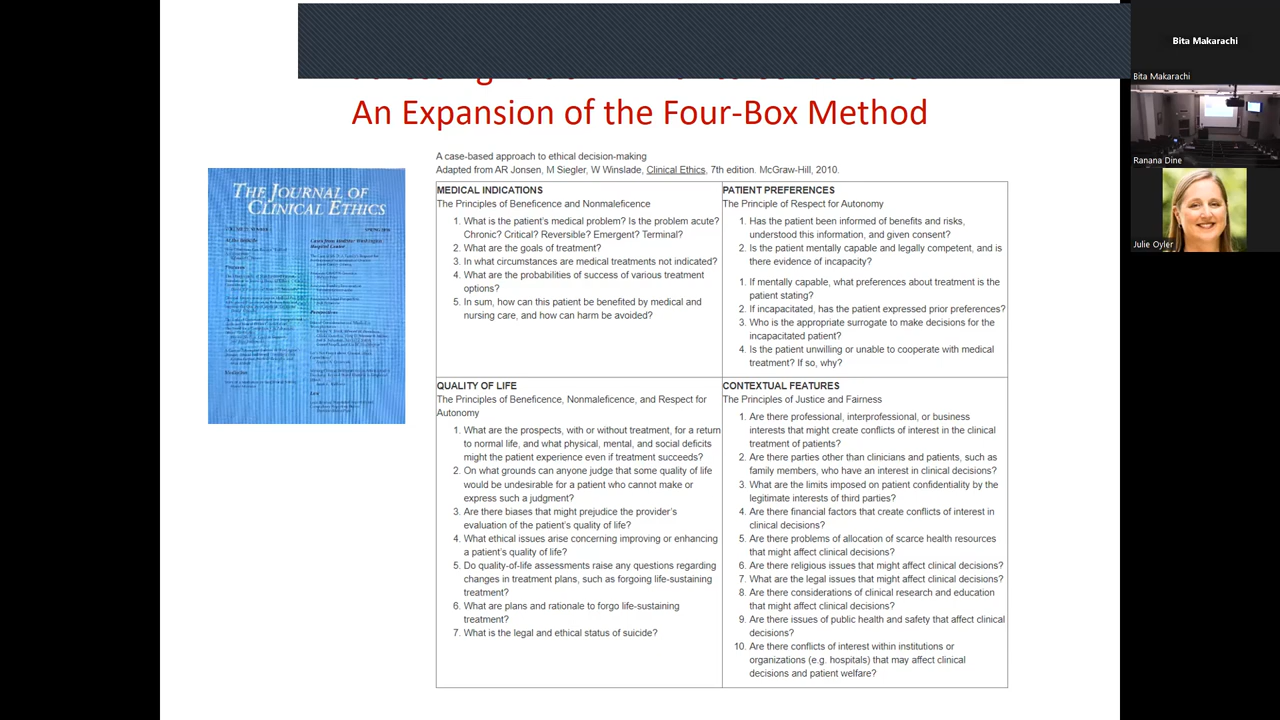 An Expansion of the Four-Box Method
A case-based approach to ethical decision-making
Adapted from AR Jonsen, M Siegler, W Winslade, Clinical Ethics, 7th edition. McGraw-Hill, 2010.
THE JOURNAL OF
CLINICAL ETHICS
MEDICAL INDICATIONS
The Principles of Beneficence and Nonmaleficence
1. What is the patient's medical problem? Is the problem acute?
Chronic? Critical? Reversible? Emergent? Terminal?
2. What are the goals of treatment?
3. In what circumstances are medical treatments not indicated?
4. What are the probabilities of success of various treatment
options?
5. In sum, how can this patient be benefited by medical and
nursing care, and how can harm be avoided?
PATIENT PREFERENCES
The Principle of Respect for Autonomy
1. Has the patient been informed of benefits and risks,
understood this information, and given consent?
2. Is the patient mentally capable and legally competent, and is
there evidence of incapacity?
1. If mentally capable, what preferences about treatment is the
patient stating?
2. If incapacitated, has the patient expressed prior preferences?
3. Who is the appropriate surrogate to make decisions for the
incapacitated patient?
4. Is the patient unwilling or unable to cooperate with medical
treatment? If so, why?
QUALITY OF LIFE
The Principles of Beneficence, Nonmaleficence, and Respect for
Autonomy
1. What are the prospects, with or without treatment, for a return
to normal life, and what physical, mental, and social deficits
might the patient experience even if treatment succeeds?
2. On what grounds can anyone judge that some quality of life
would be undesirable for a patient who cannot make or
express such a judgment?
3. Are there biases that might prejudice the provider's
evaluation of the patient's quality of life?
4. What ethical issues arise concerning improving or enhancing
a patient's quality of life?
5. Do quality-of-life assessments raise any questions regarding
changes in treatment plans, such as forgoing life-sustaining
treatment?
6. What are plans and rationale to forgo life-sustaining
treatment?
7. What is the legal and ethical status of suicide?
CONTEXTUAL FEATURES
The Principles of Justice and Fairness
1. Are there professional, interprofessional, or business
interests that might create conflicts of interest in the clinical
treatment of patients?
2. Are there parties other than clinicians and patients, such as
family members, who have an interest in clinical decisions?
3. What are the limits imposed on patient confidentiality by the
legitimate interests of third parties?
4. Are there financial factors that create conflicts of interest in
clinical decisions?
5. Are there problems of allocation of scarce health resources
that might affect clinical decisions?
6. Are there religious issues that might affect clinical decisions?
7. What are the legal issues that might affect clinical decisions?
8. Are there considerations of clinical research and education
that might affect clinical decisions?
9. Are there issues of public health and safety that affect clinical
decisions?
10. Are there conflicts of interest within institutions or
organizations (e.g. hospitals) that may affect clinical
decisions and patient welfare?
Bita Makarachi
Bita Makarachi
Ranana Dine
Julie Oyler